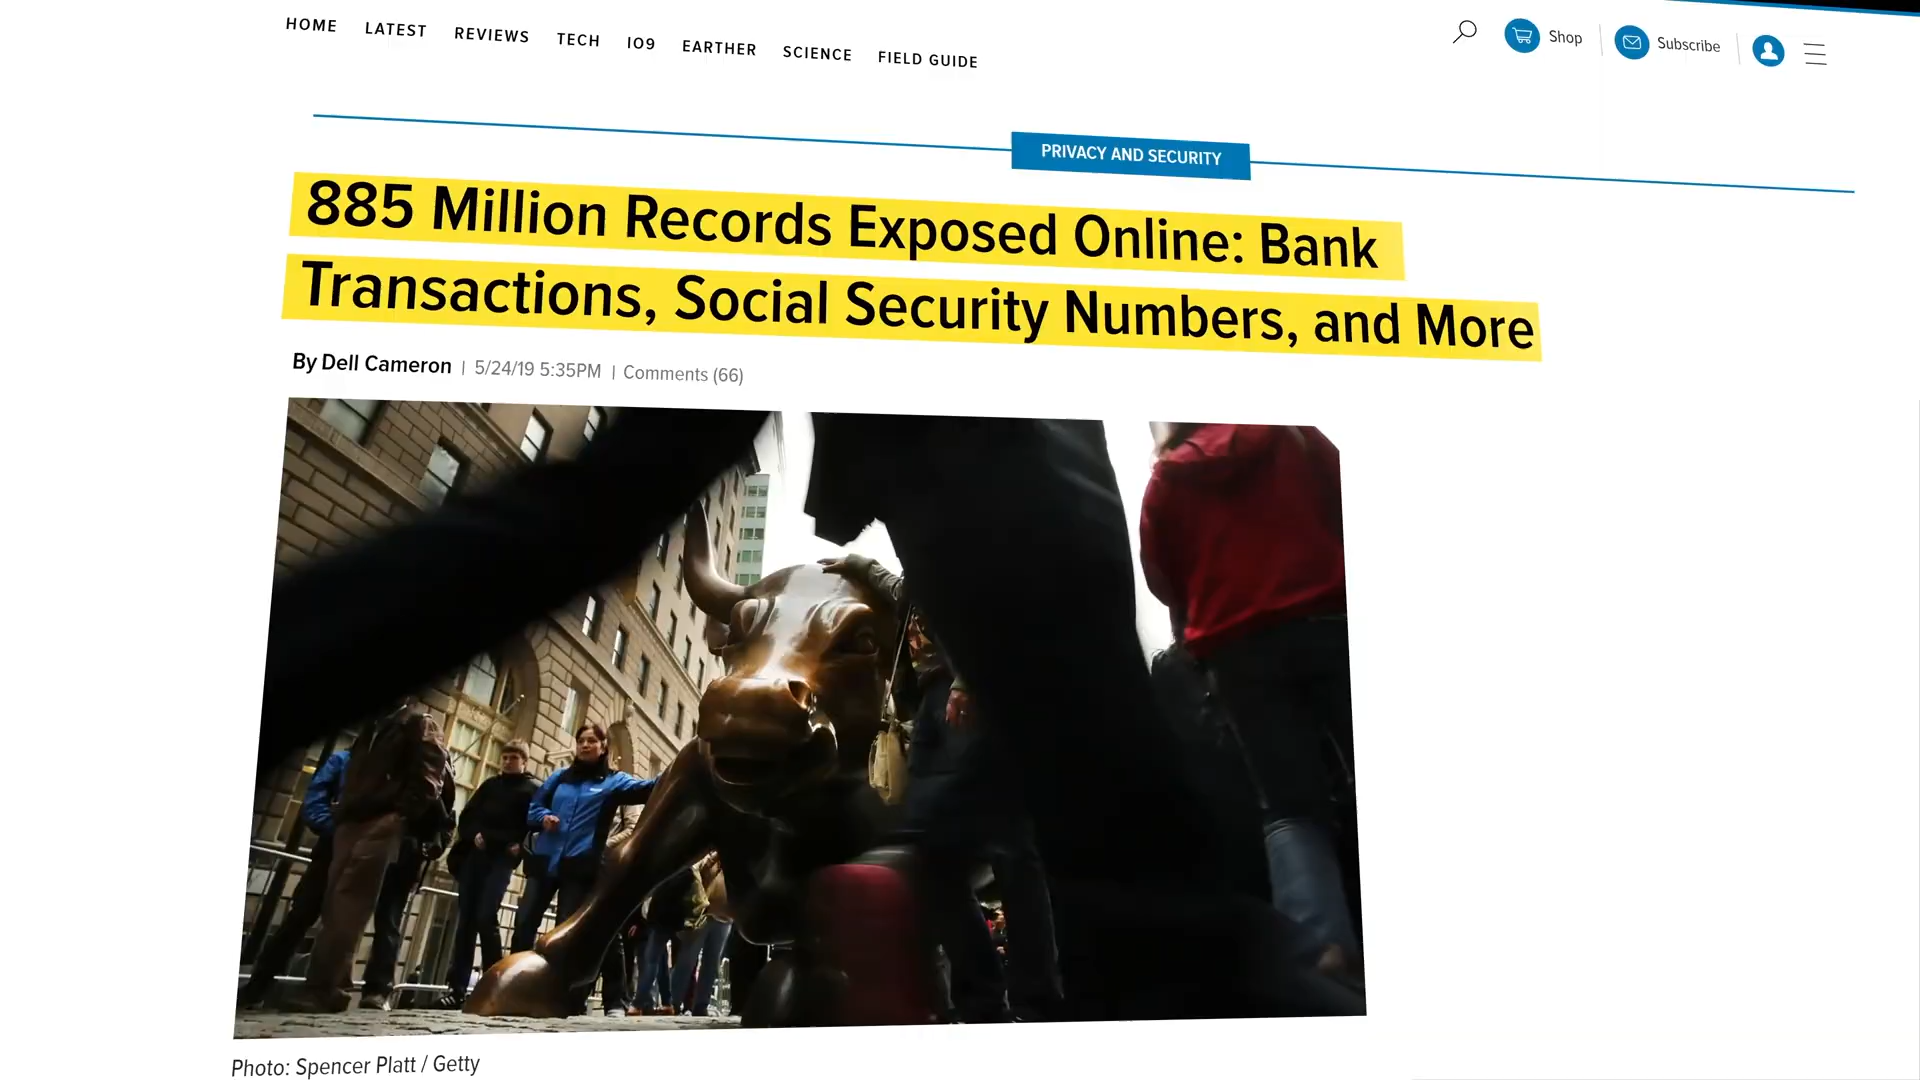 HOME LATEST REVIEWS TECH IO9 EARTHER SCIENCE FIELD GUIDE
Shop
Subscribe
PRIVACY AND SECURITY
885 Million Records Exposed Online: Bank
Transactions, Social Security Numbers, and More
By Dell Cameron | 5/24/19 5:35PM | Comments (66)
Photo: Spencer Platt / Getty